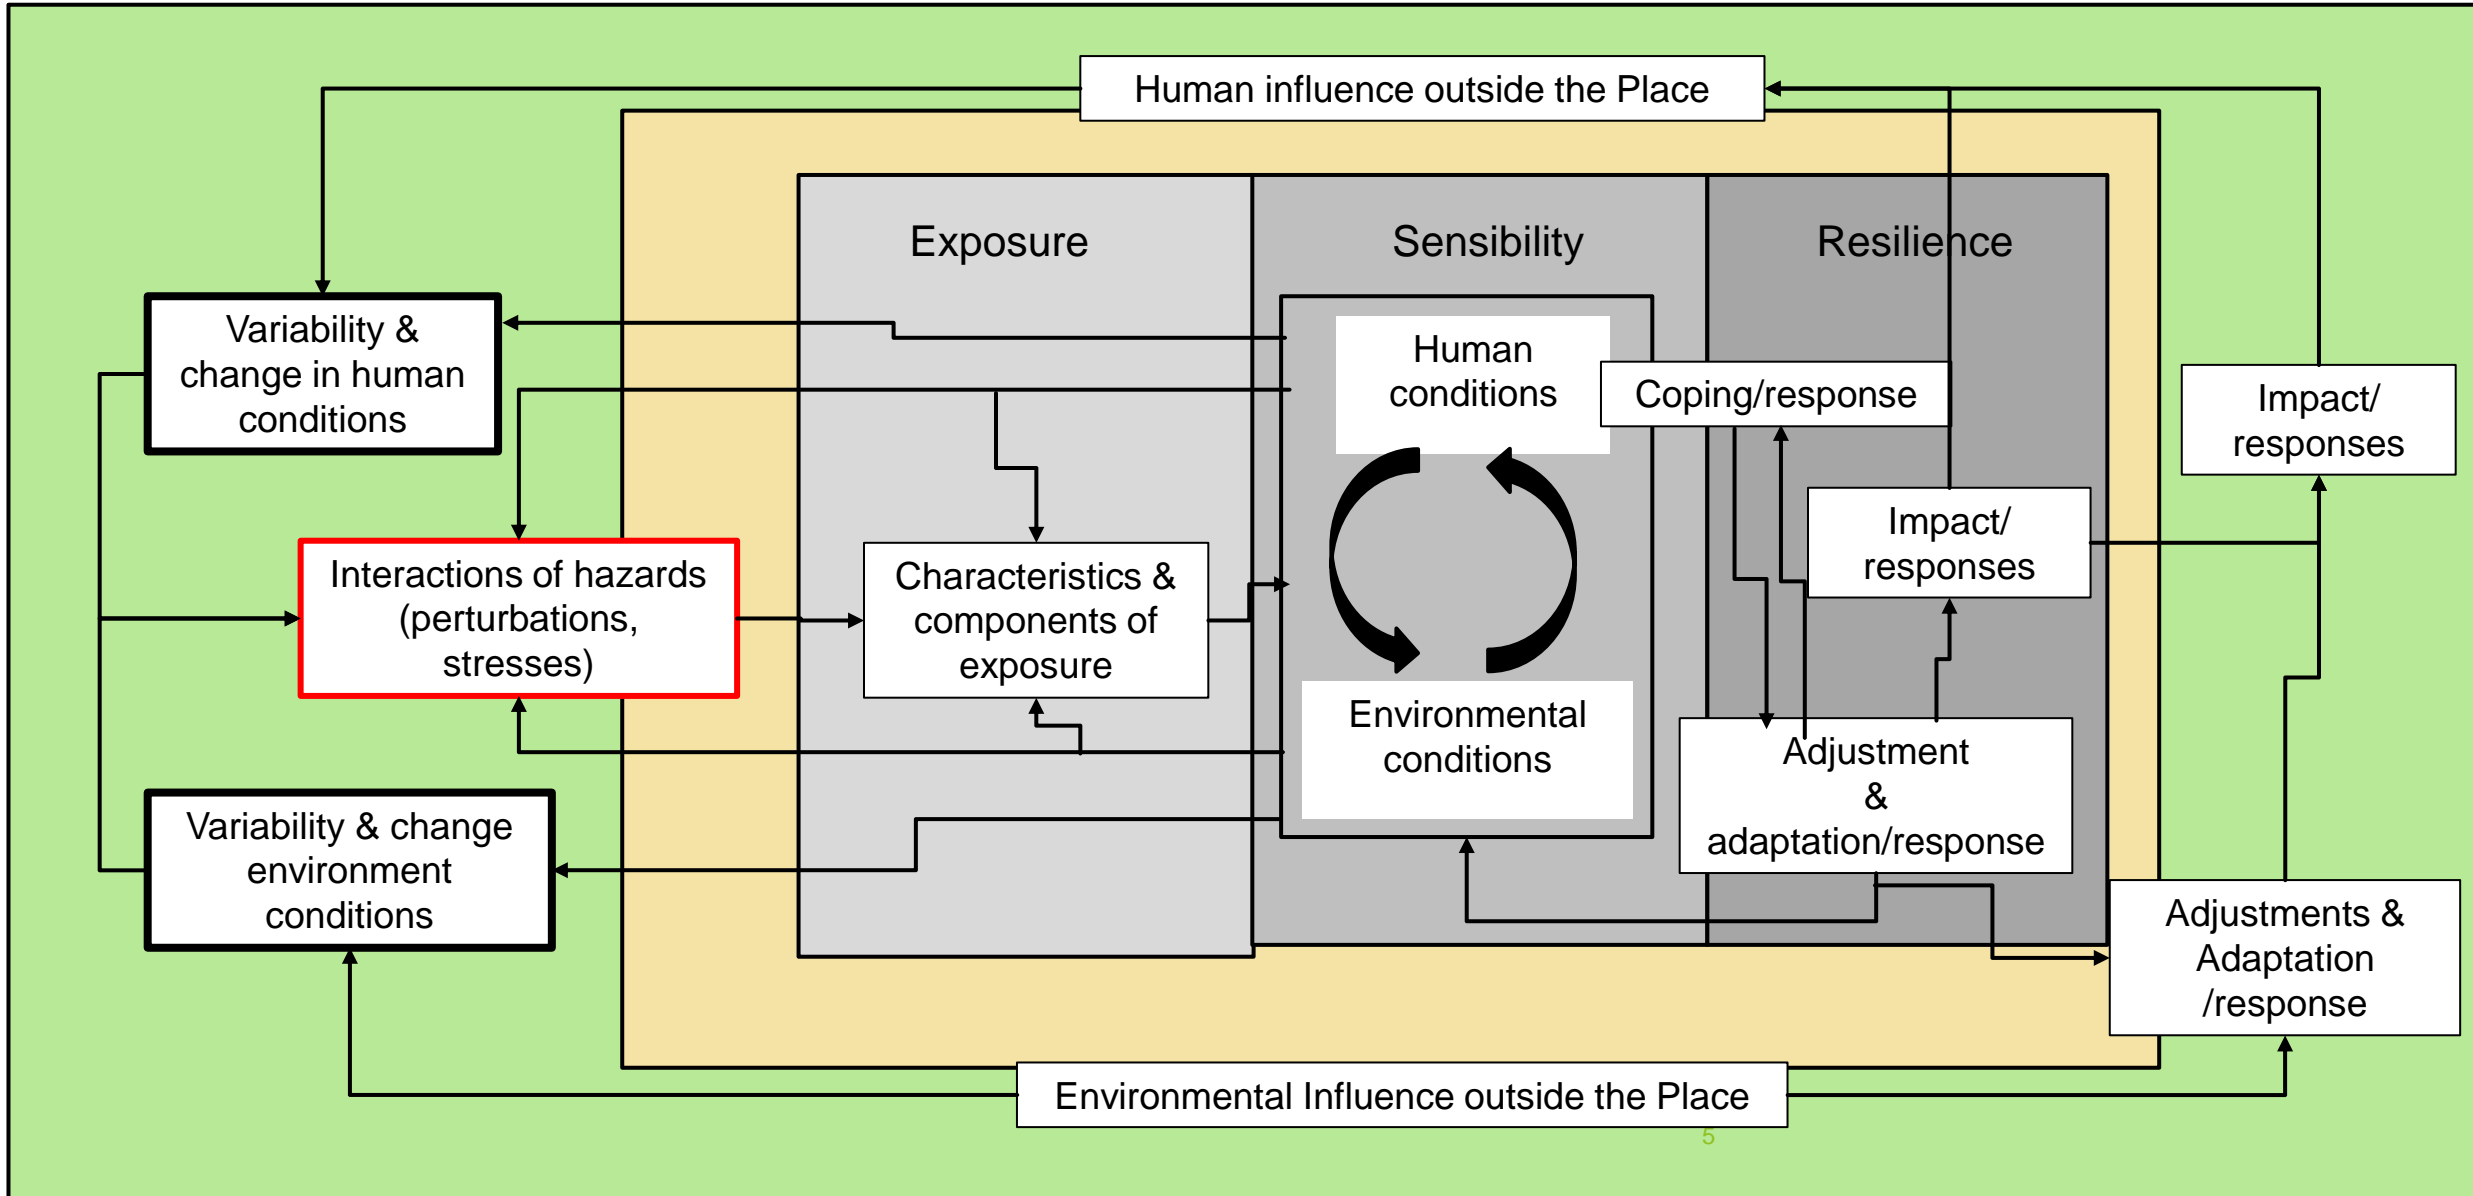 Human influence outside the Place
Exposure
Sensibility
Resilience
Variability &
change in human
conditions
Human
conditions
Coping/response
Impact/
responses
Impact/
responses
Interactions of hazards
(perturbations,
stresses)
Characteristics &
components of
exposure
Environmental
conditions
Adjustment
&
adaptation/response
Variability & change
environment
conditions
Adjustments &
Adaptation
/response
Environmental Influence outside the Place
5